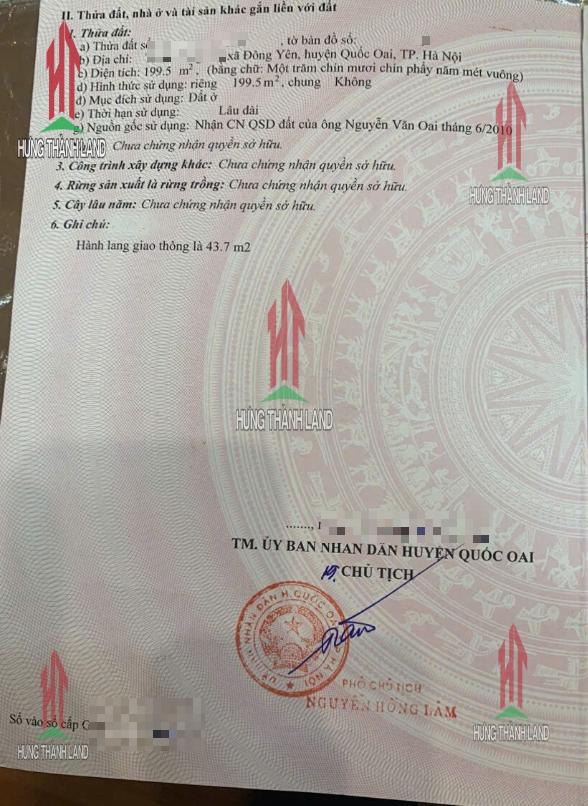 II. Thửa đất, nhà ở và tài sản khác gắn liền với đất
1. Thửa đất:
a) Thửa đất số , tờ bản đồ số:
b) Địa chỉ: xã Đông Yên, huyện Quốc Oai, TP. Hà Nội
c) Diện tích: 199.5 m², (bằng chữ: Một trăm chín mươi chín phẩy năm mét vuông)
d) Hình thức sử dụng: riêng 199.5 m², chung Không
đ) Mục đích sử dụng: Đất ở
e) Thời hạn sử dụng: Lâu dài
g) Nguồn gốc sử dụng: Nhận CN QSD đất của ông Nguyễn Văn Oai tháng 6/2010
Chưa chứng nhận quyền sở hữu.
3. Công trình xây dựng khác: Chưa chứng nhận quyền sở hữu.
4. Rừng sản xuất là rừng trồng: Chưa chứng nhận quyền sở hữu.
5. Cây lâu năm: Chưa chứng nhận quyền sở hữu.
6. Ghi chú:
Hành lang giao thông là 43.7 m2
HƯNG THÀNH LAND
HƯNG THÀNH LAND
HƯNG THÀNH LAND
TM. ỦY BAN NHAN DÂN HUYỆN QUỐC OAI
KT. CHỦ TỊCH
PHÓ CHỦ TỊCH
NGUYỄN HỒNG LÂM
Số vào sổ cấp G
HƯNG THÀNH LAND
HƯNG THÀNH LAND